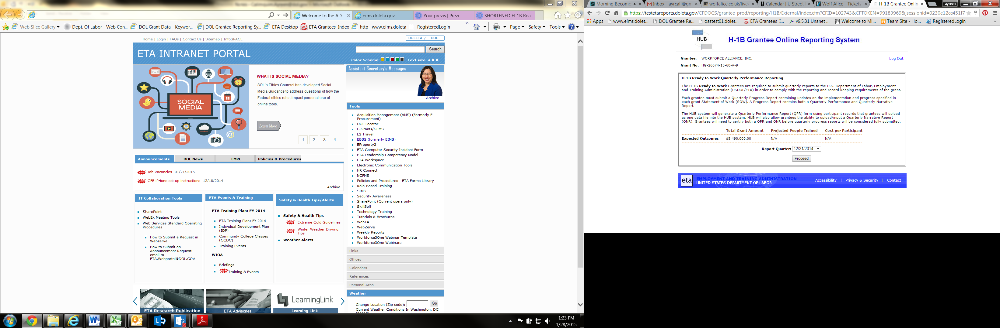 Welcome to the AD...
eims.doleta.gov
Your prezis | Prezi
SHORTENED H-1B Rea...
Web Slice Gallery
Dept. Of Labor - Web Con...
DOL Grant Data - Keywor...
DOL Grantee Reporting Sy...
ETA Desktop
ETA Grantees Index
http--www.eims.doleta
RegisteredLogin
Page
Safety
Tools
Home | Login | FAQs | Contact Us | Sitemap | InfoSPACE
DOLETA / DOL
ETA INTRANET PORTAL
Search
Color Scheme:
Text size A A A
SOCIAL
MEDIA
WHAT IS SOCIAL MEDIA?
SOL's Ethics Counsel has developed Social
Media Guidance to address questions of how the
Federal ethics rules impact personal use of
online tools.
Learn More
1 2 3 4
Assistant Secretary's Messages
Archive
Announcements
DOL News
LMRC
Policies & Procedures
NEW Job Vacancies -01/21/2015
NEW GFE iPHone set up instructions -12/18/2014
Archive
IT Collaboration Tools
SharePoint
WebEx Meeting Tools
Web Services Standard Operating
Procedures
How to Submit a Request in
Webzerve
How to Submit an
Announcement Request:
email to
ETA.Webportal@DOL.GOV
ETA Events & Training
ETA Training Plan: FY 2014
ETA Training Plan: FY 2014
Individual Development Plan
(IDP)
Community College Classes
(CCDC)
Training Events
WIOA
Briefings
NEW Training & Events
Safety & Health Tips/Alerts
Safety & Health Tips
NEW Extreme Cold Guidelines
NEW Winter Weather Driving
Tips
Weather Alerts
ETA Research Publication
ETA Advisories
LearningLink
Learning Link
Tools
Acquisition Management (AMS) (Formerly E-
Procurement)
DOL Locator
E-Grants/GEMS
E2 Travel
EBSS (formerly EIMS)
EProperty2
ETA Computer Security Incident Form
ETA Leadership Competency Model
ETA Workspace
Electronic Communication Tools
HR Connect
NCFMS
Policies and Procedures - ETA Forms Library
Role-Based Training
SIMS
Security Awareness
SharePoint (Current users only)
SkillSoft
Technology Training
Tutorials & Brochures
WebTA
WebZerve
Weekly Reports
Workforce3One Webinar Template
Workforce3One Webinars
Links
Offices
Calendars
References
Personal Area
Weather
Change Location (Zip code):
Go
Current Weather Conditions In Washington, DC
1:23 PM
1/28/2015
Morning Become
Inbox - ayrcali@gm
wolfalice.co.uk/live/
Calendar | U Street
Wolf Alice - Tickets
H-1B Grantee Onlin
ayreen
https://testetareports.doleta.gov/CFDOCS/grantee_prod/reporting/H1B/External/index.cfm?CFID=102743&CFTOKEN=99183969&jsessionid=0230e12cc451f7
Apps
www.eims.dolet...
DOL Grantee Re...
oastest01.dolet...
ETA Grantees I...
v9.5.31 Unanet ...
Welcome to Mi...
Team Site - Ho...
RegisteredLogin
HUB
H-1B Grantee Online Reporting System
Grantee: WORKFORCE ALLIANCE, INC.
Log Out
Grant No: HG-26674-15-60-A-9
H-1B Ready to Work Quarterly Performance Reporting
The H-1B Ready to Work Grantees are required to submit quarterly reports to the U.S. Department of Labor, Employment
and Training Administration (USDOL/ETA) in order to comply with the reporting and record keeping requirements of the grant.
Each grantee must submit a Quarterly Progress Report containing updates on the implementation and progress specified in
each grant Statement of Work (SOW). A Progress Report contains both a Quarterly Performance and Quarterly Narrative
Report.
The HUB system will generate a Quarterly Performance Report (QPR) form using participant records that grantees will upload
as one data file into the HUB system. HUB will also allow grantees the ability to upload/input a Quarterly Narrative Report
(QNR). Grantees will need to certify both a QPR and QNR before quarterly progress reports will be considered fully submitted.
Total Grant Amount Projected People Trained Cost per Participant
Expected Outcomes $5,490,000.00 N/A N/A
Report Quarter: 12/31/2014
Proceed
eta
EMPLOYMENT AND TRAINING ADMINISTRATION
UNITED STATES DEPARTMENT OF LABOR
Accessibility | Privacy & Security | Contact